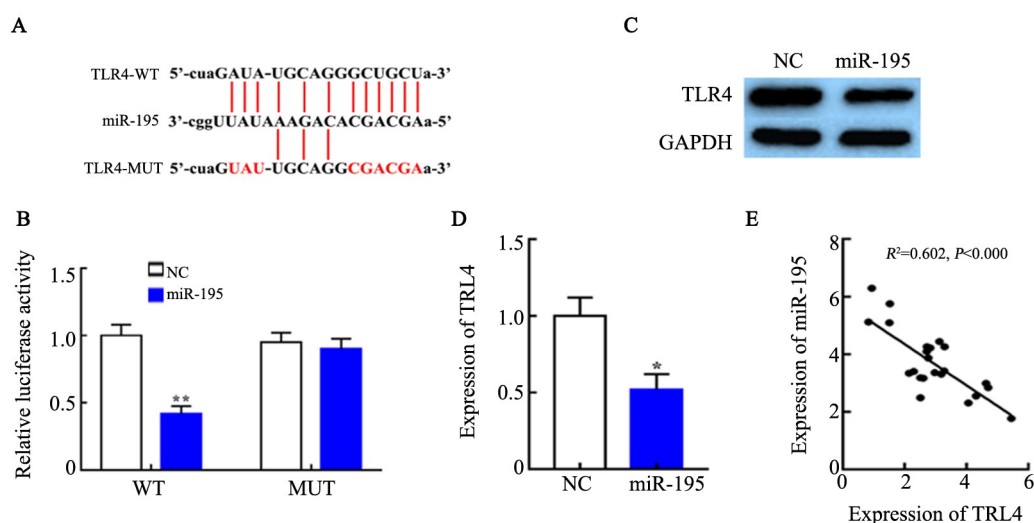 A
TLR4-WT 5’-cuaGAUA-UGCAGGGCUGCUa-3’
miR-195 3’-cggUUAUAAAGACACGACGAa-5’
TLR4-MUT 5’-cuaGUAU-UGCAGGCGACGAa-3’
B
Relative luciferase activity
1.5
1.0
0.5
0
NC
miR-195
**
WT MUT
C
NC miR-195
TLR4
GAPDH
D
Expression of TRL4
1.5
1.0
0.5
0
*
NC miR-195
E
Expression of miR-195
8
6
4
2
0
R²=0.602, P<0.000
0 2 4 6
Expression of TRL4